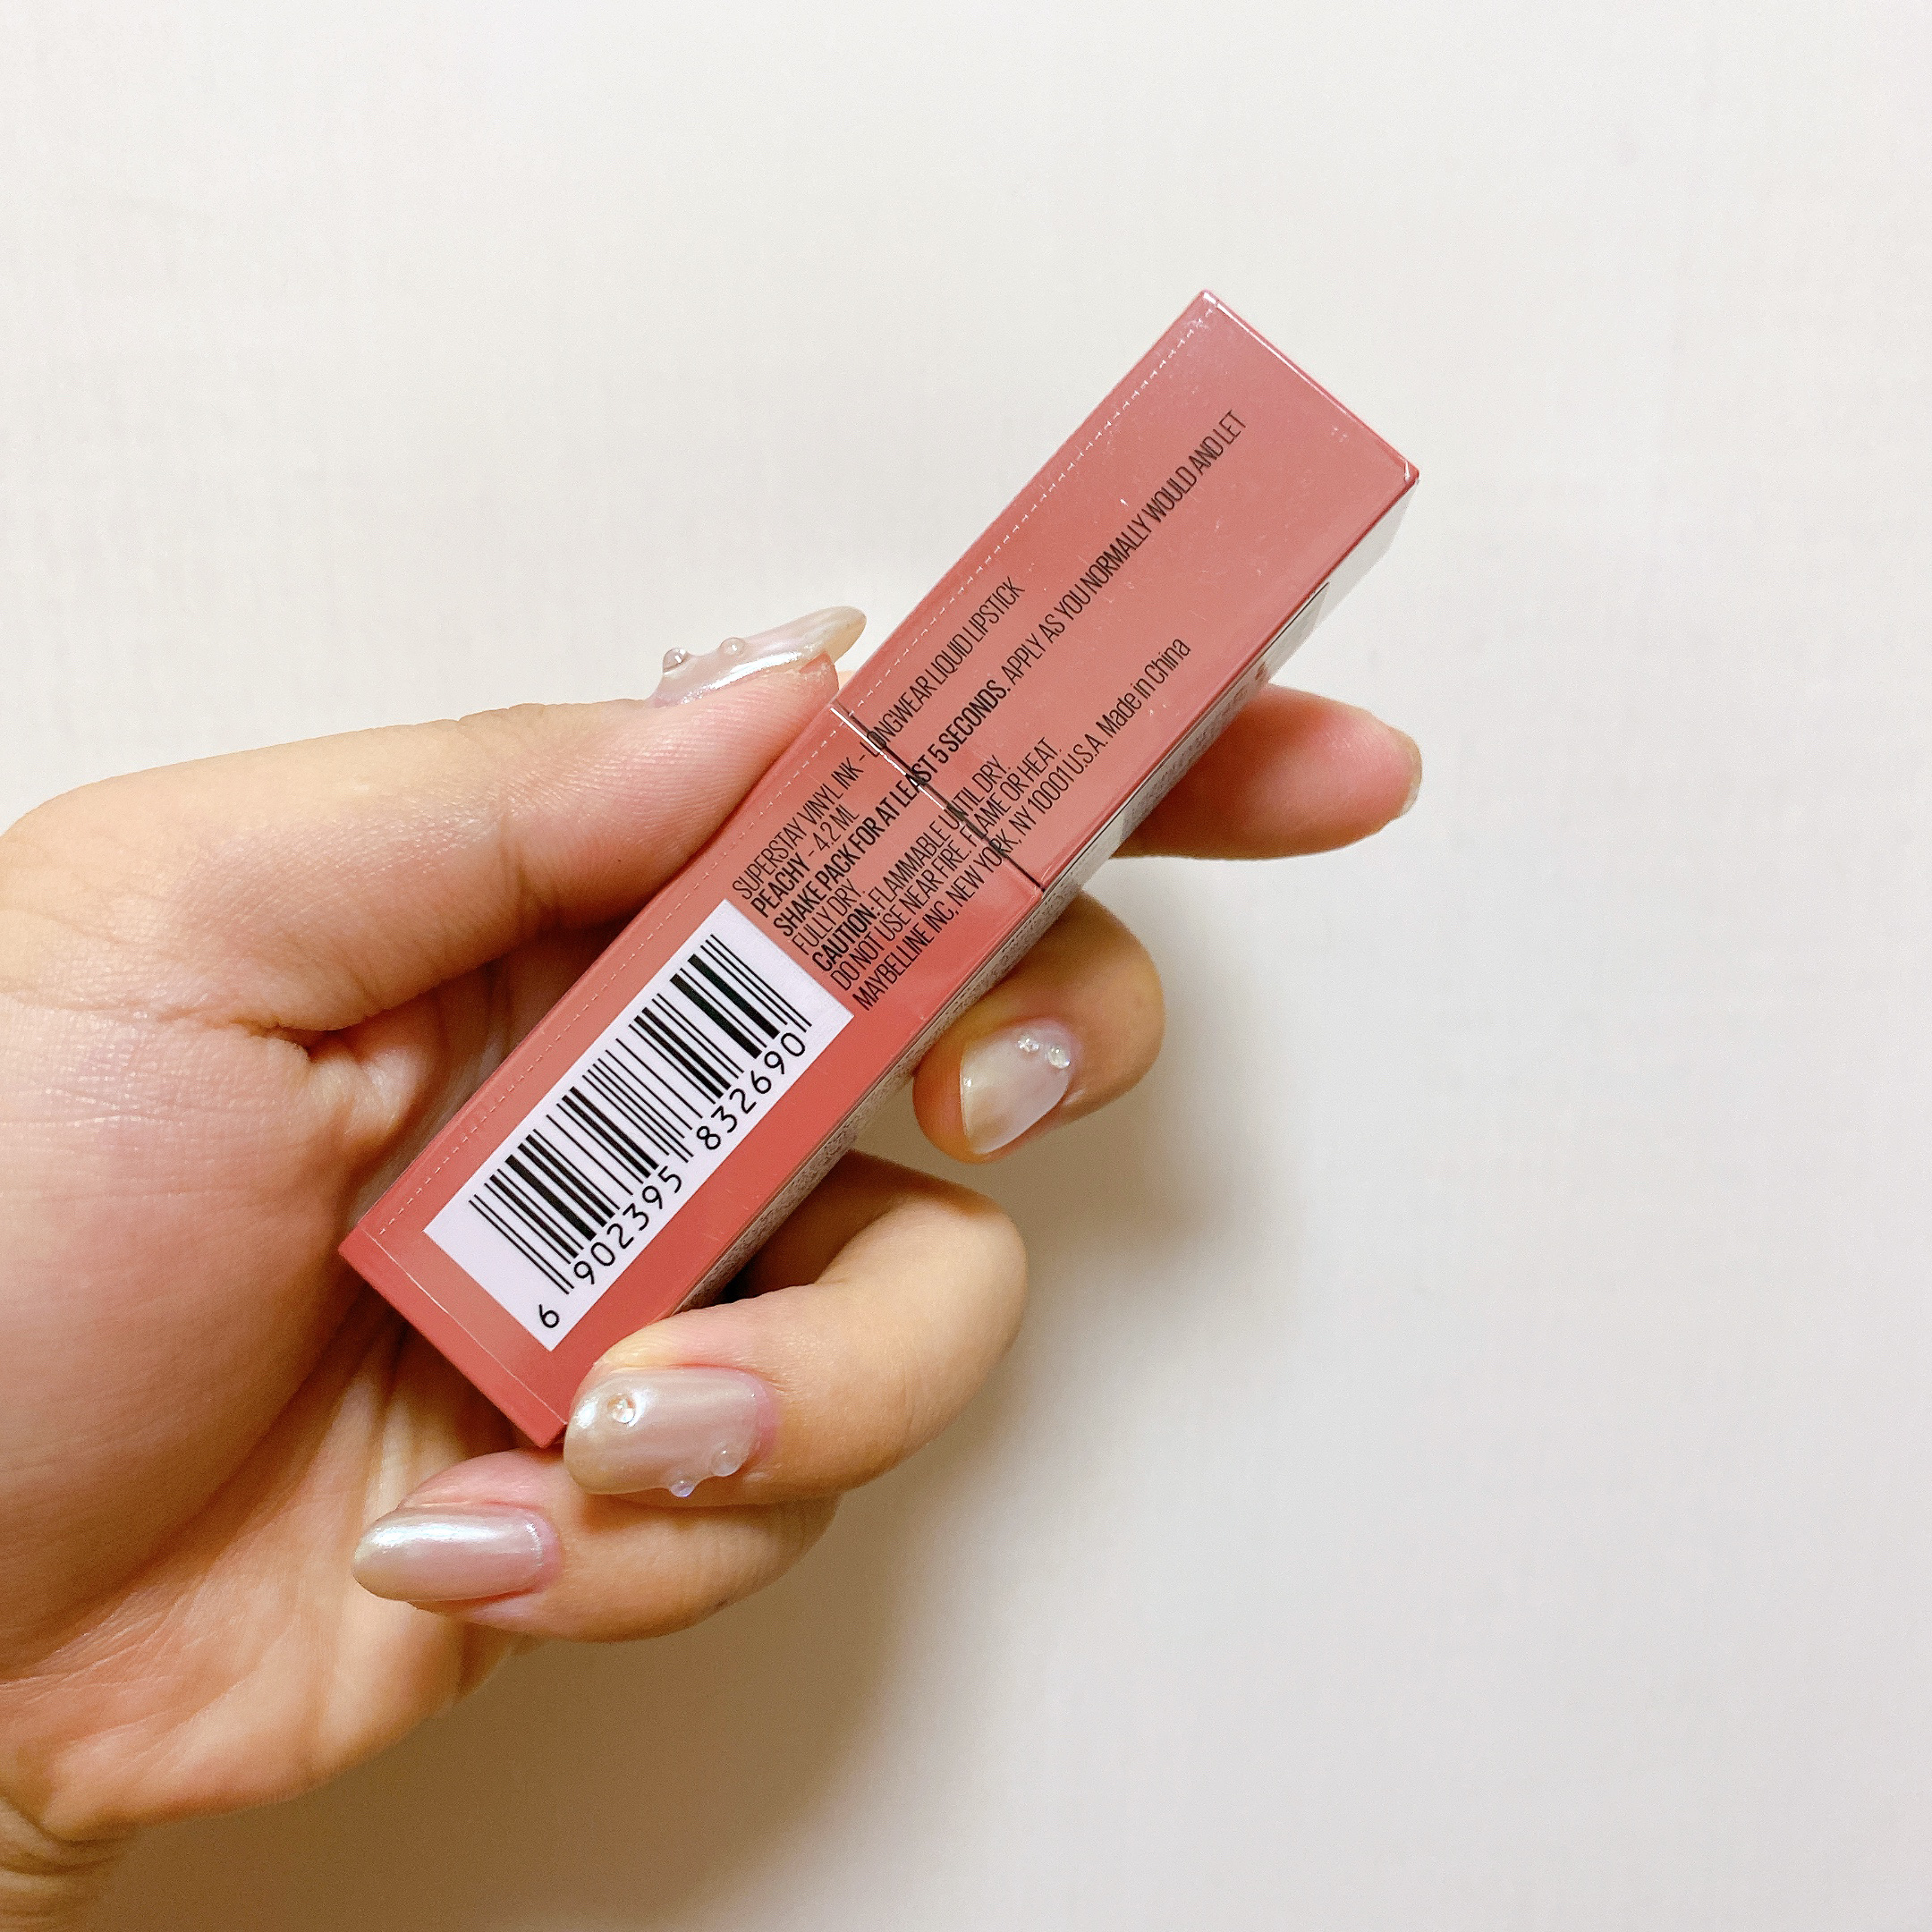 SUPERSTAY VINYL INK - LONGWEAR LIQUID LIPSTICK
PEACHY - 4.2 ML
SHAKE PACK FOR AT LEAST 5 SECONDS. APPLY AS YOU NORMALLY WOULD AND LET
FULLY DRY.
CAUTION: FLAMMABLE UNTIL DRY.
DO NOT USE NEAR FIRE, FLAME OR HEAT.
MAYBELLINE INC. NEW YORK, NY 10001 U.S.A. Made in China
6 902395 832690